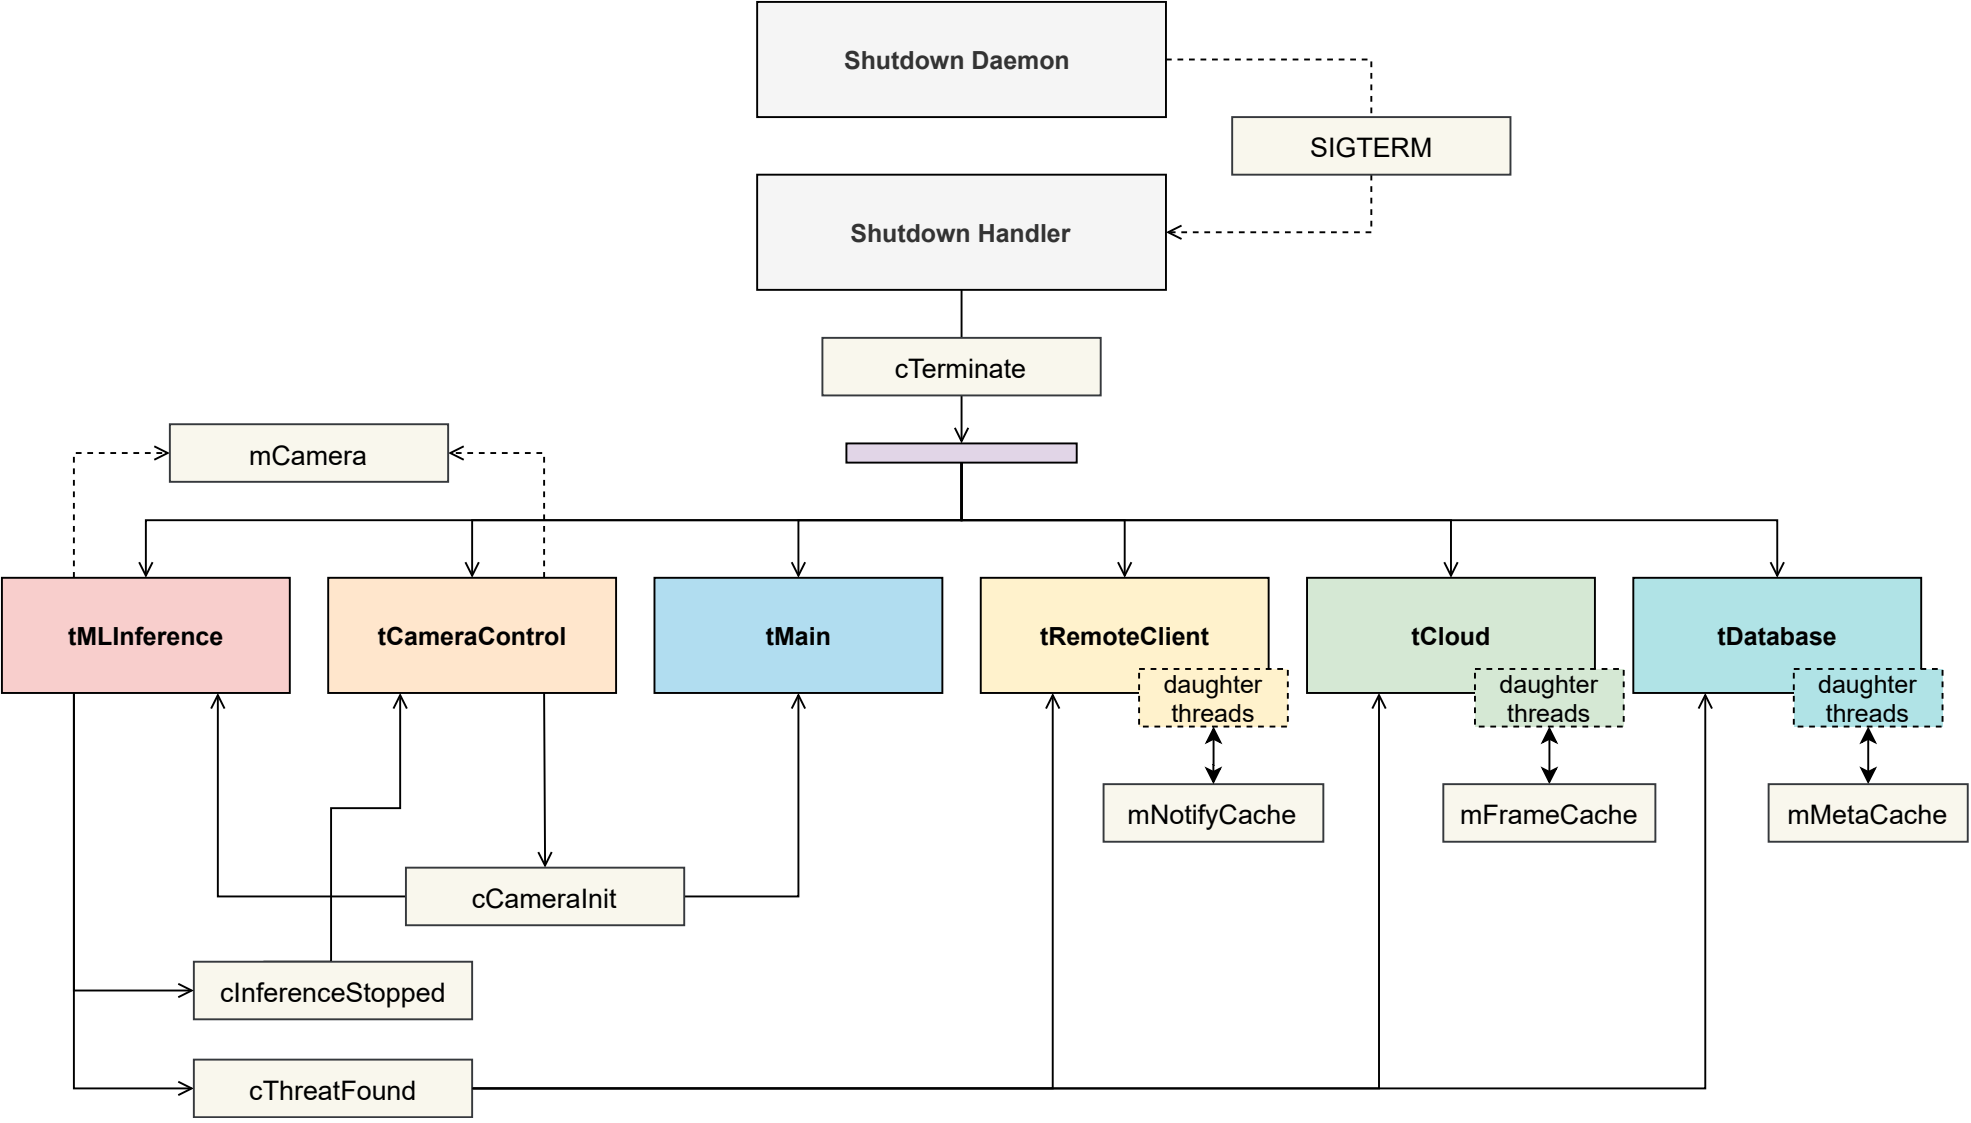 Shutdown Daemon
SIGTERM
Shutdown Handler
cTerminate
mCamera
tMLInference
tCameraControl
tMain
tRemoteClient
tCloud
tDatabase
daughter
threads
daughter
threads
daughter
threads
mNotifyCache
mFrameCache
mMetaCache
cCameraInit
cInferenceStopped
cThreatFound